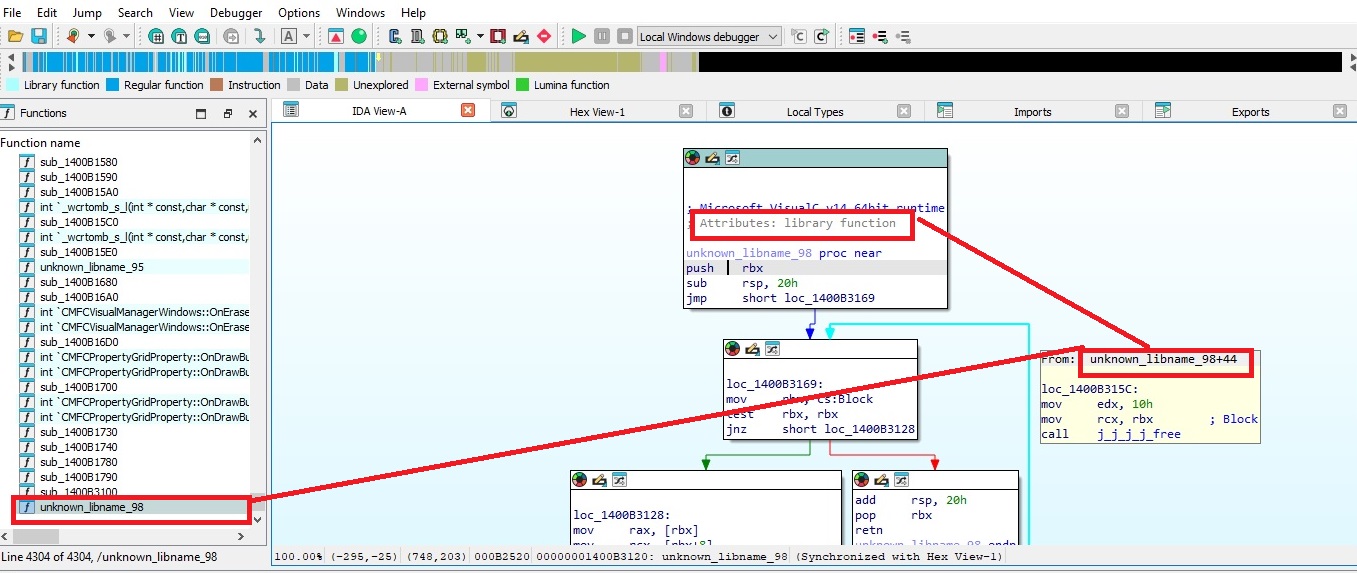 File Edit Jump Search View Debugger Options Windows Help
Local Windows debugger
Library function Regular function Instruction Data Unexplored External symbol Lumina function
Functions
IDA View-A
Hex View-1
Local Types
Imports
Exports
Function name
sub_1400B1580
sub_1400B1590
sub_1400B15A0
int `_wcrtomb_s_l(int * const,char * const,
sub_1400B15C0
int `_wcrtomb_s_l(int * const,char * const,
sub_1400B15E0
unknown_libname_95
sub_1400B1680
sub_1400B16A0
int `CMFCVisualManagerWindows::OnErase
int `CMFCVisualManagerWindows::OnErase
sub_1400B16D0
int `CMFCPropertyGridProperty::OnDrawBu
int `CMFCPropertyGridProperty::OnDrawBu
sub_1400B1700
int `CMFCPropertyGridProperty::OnDrawBu
int `CMFCPropertyGridProperty::OnDrawBu
sub_1400B1730
sub_1400B1740
sub_1400B1780
sub_1400B1790
sub_1400B3100
unknown_libname_98
Line 4304 of 4304, /unknown_libname_98
; Microsoft VisualC v14 64bit runtime
; Attributes: library function
unknown_libname_98 proc near
push rbx
sub rsp, 20h
jmp short loc_1400B3169
loc_1400B3169:
mov rbx, cs:Block
test rbx, rbx
jnz short loc_1400B3128
From: unknown_libname_98+44
loc_1400B315C:
mov edx, 10h
mov rcx, rbx ; Block
call j_j_j_j_free
loc_1400B3128:
mov rax, [rbx]
mov rcx, [rbx+8]
add rsp, 20h
pop rbx
retn
unknown_libname_98 endp
100.00% (-295,-25) (748,203) 000B2520 00000001400B3120: unknown_libname_98 (Synchronized with Hex View-1)